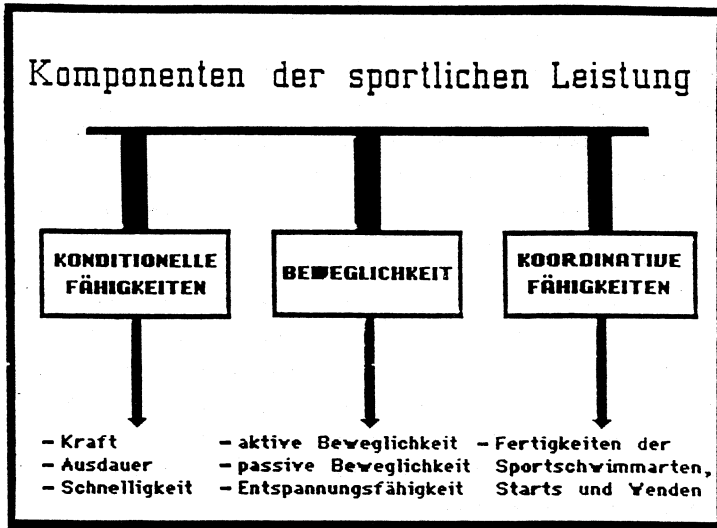 Komponenten der sportlichen Leistung
KONDITIONELLE
FÄHIGKEITEN
BEWEGLICHKEIT
KOORDINATIVE
FÄHIGKEITEN
- Kraft
- Ausdauer
- Schnelligkeit
- aktive Beweglichkeit
- passive Beweglichkeit
- Entspannungsfähigkeit
- Fertigkeiten der
Sportschwimmarten,
Starts und Wenden